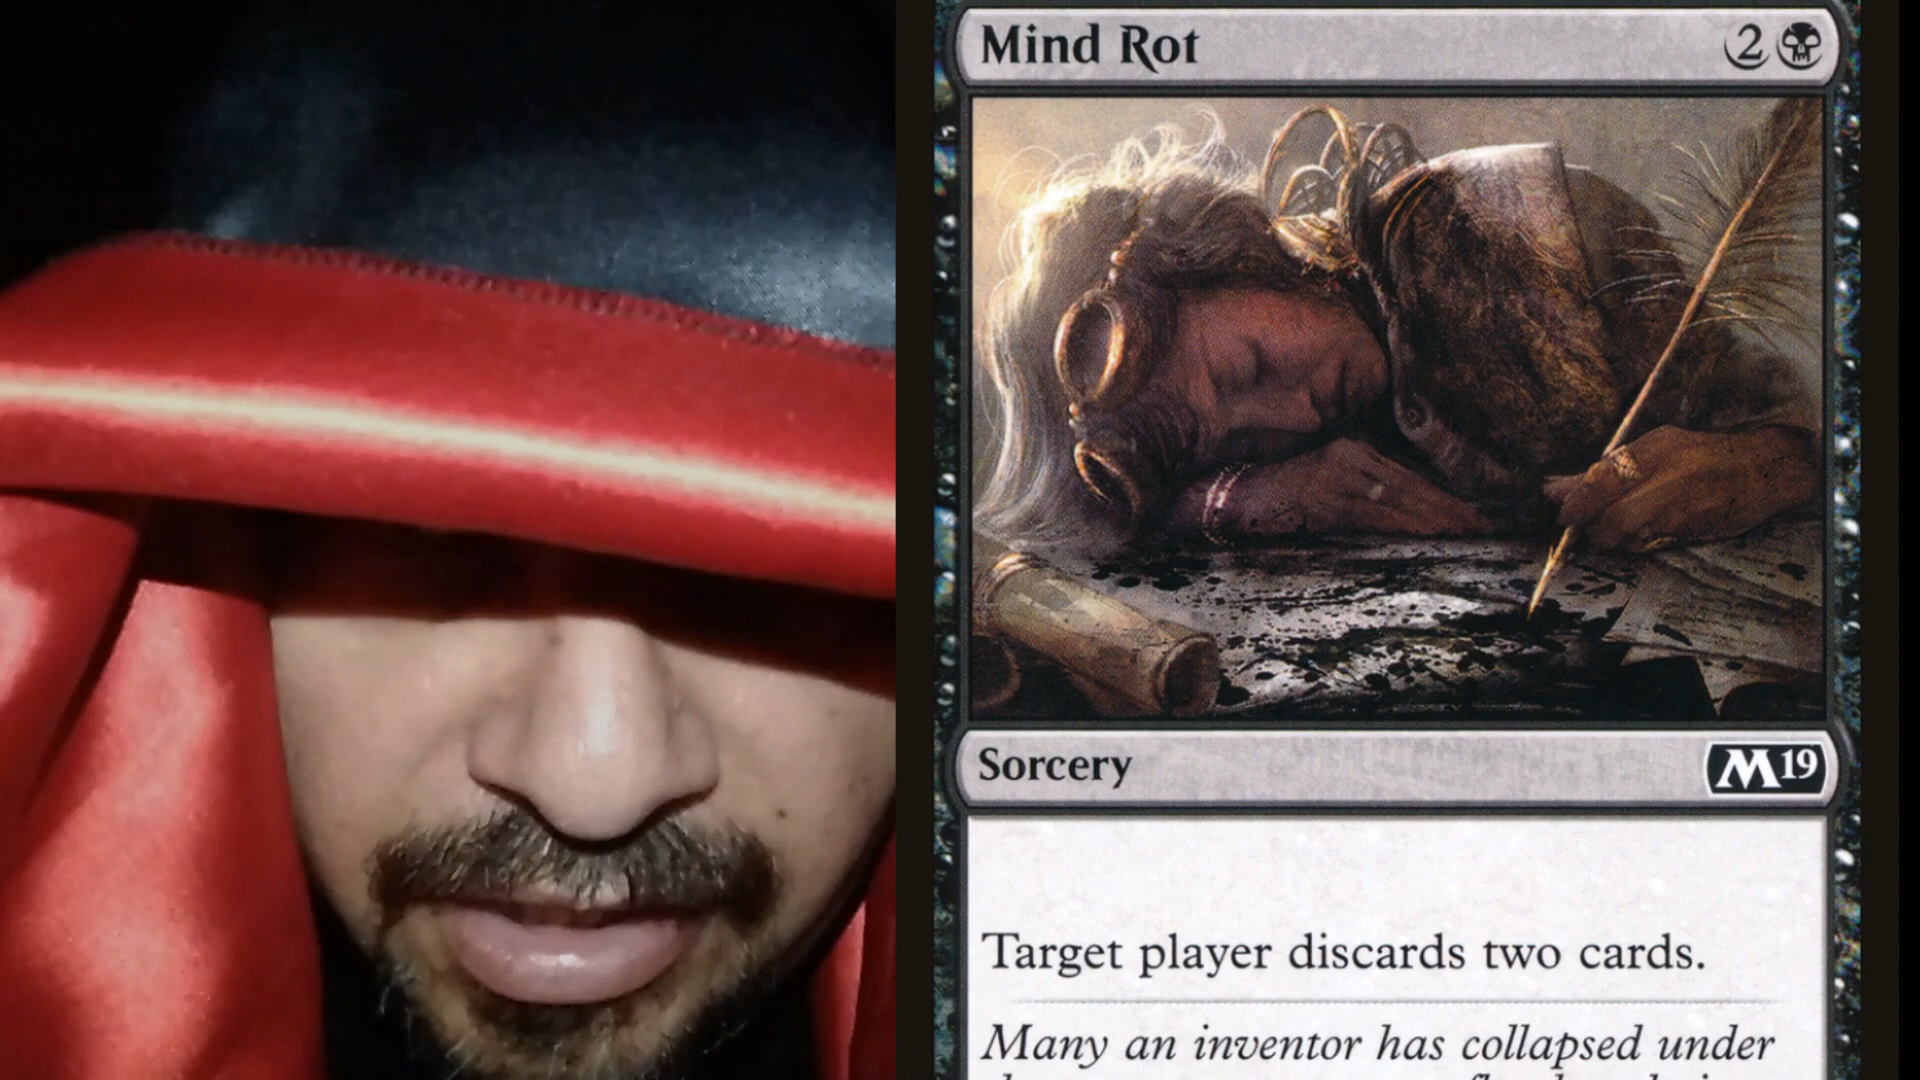 Mind Rot 2
Sorcery M19
Target player discards two cards.
Many an inventor has collapsed under